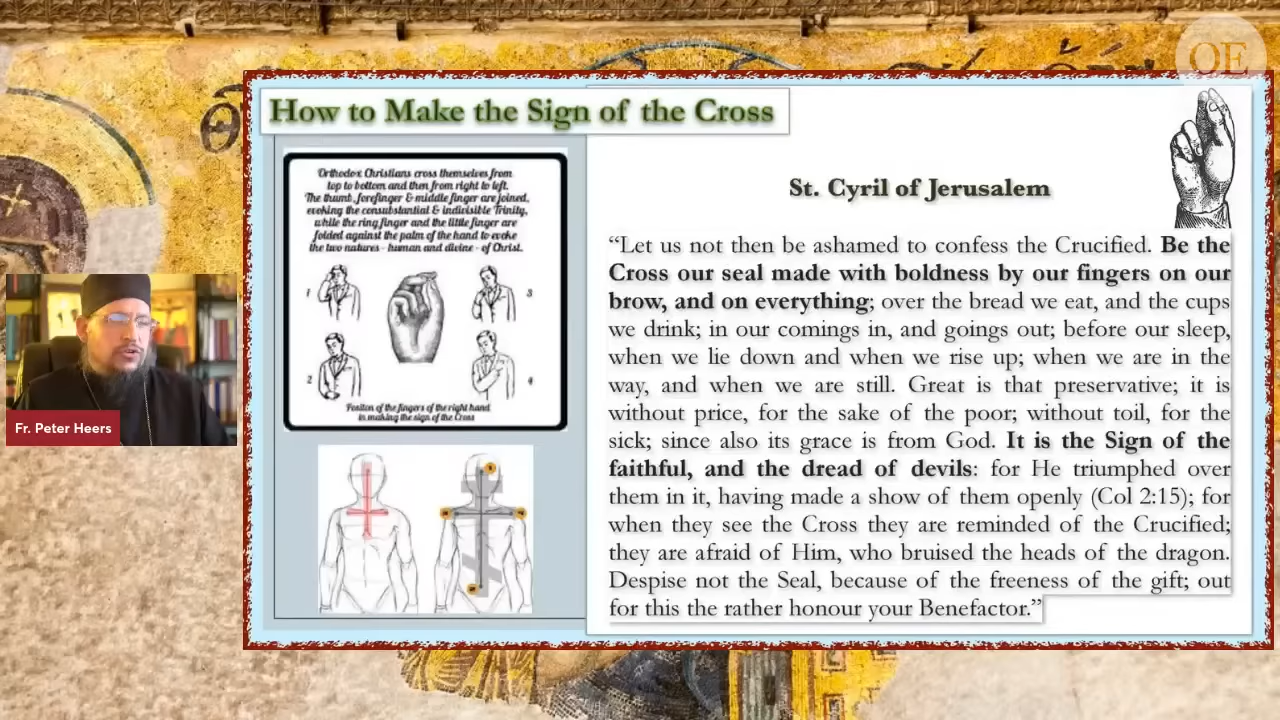 OE
How to Make the Sign of the Cross
Orthodox Christians cross themselves from
top to bottom and then from right to left.
The thumb, forefinger & middle finger are joined,
evoking the consubstantial & indivisible Trinity,
while the ring finger and the little finger are
folded against the palm of the hand to evoke
the two natures - human and divine - of Christ.
1
3
2
4
Position of the fingers of the right hand
in making the sign of the Cross
St. Cyril of Jerusalem
“Let us not then be ashamed to confess the Crucified. Be the
Cross our seal made with boldness by our fingers on our
brow, and on everything; over the bread we eat, and the cups
we drink; in our comings in, and goings out; before our sleep,
when we lie down and when we rise up; when we are in the
way, and when we are still. Great is that preservative; it is
without price, for the sake of the poor; without toil, for the
sick; since also its grace is from God. It is the Sign of the
faithful, and the dread of devils: for He triumphed over
them in it, having made a show of them openly (Col 2:15); for
when they see the Cross they are reminded of the Crucified;
they are afraid of Him, who bruised the heads of the dragon.
Despise not the Seal, because of the freeness of the gift; out
for this the rather honour your Benefactor.”
Fr. Peter Heers